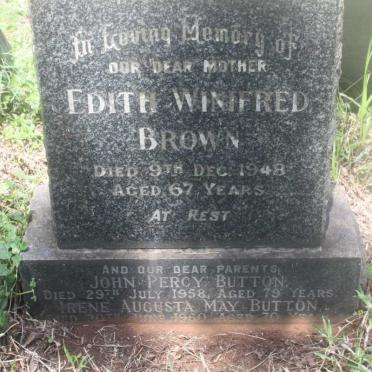 In Loving Memory of
OUR DEAR MOTHER
EDITH WINIFRED
BROWN
DIED 9TH DEC. 1948
AGED 67 YEARS
AT REST
AND OUR DEAR PARENTS,
JOHN PERCY BUTTON
DIED 29TH JULY 1958, AGED 79 YEARS
IRENE AUGUSTA MAY BUTTON